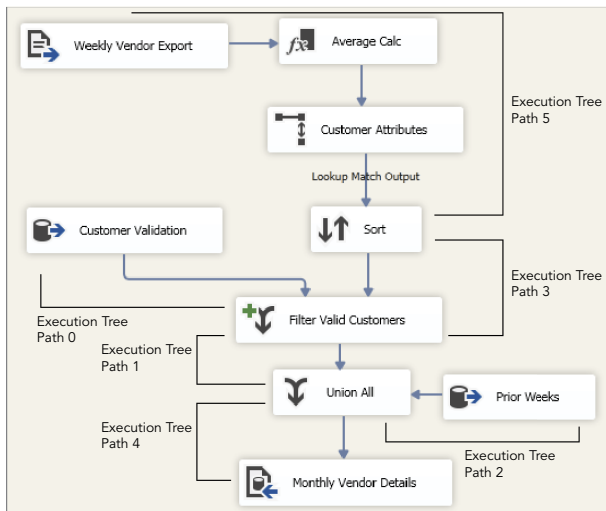 Weekly Vendor Export
fx
Average Calc
Execution Tree
Path 5
Customer Attributes
Lookup Match Output
Customer Validation
Sort
Execution Tree
Path 3
Execution Tree
Path 0
Filter Valid Customers
Execution Tree
Path 1
Union All
Prior Weeks
Execution Tree
Path 4
Execution Tree
Path 2
Monthly Vendor Details